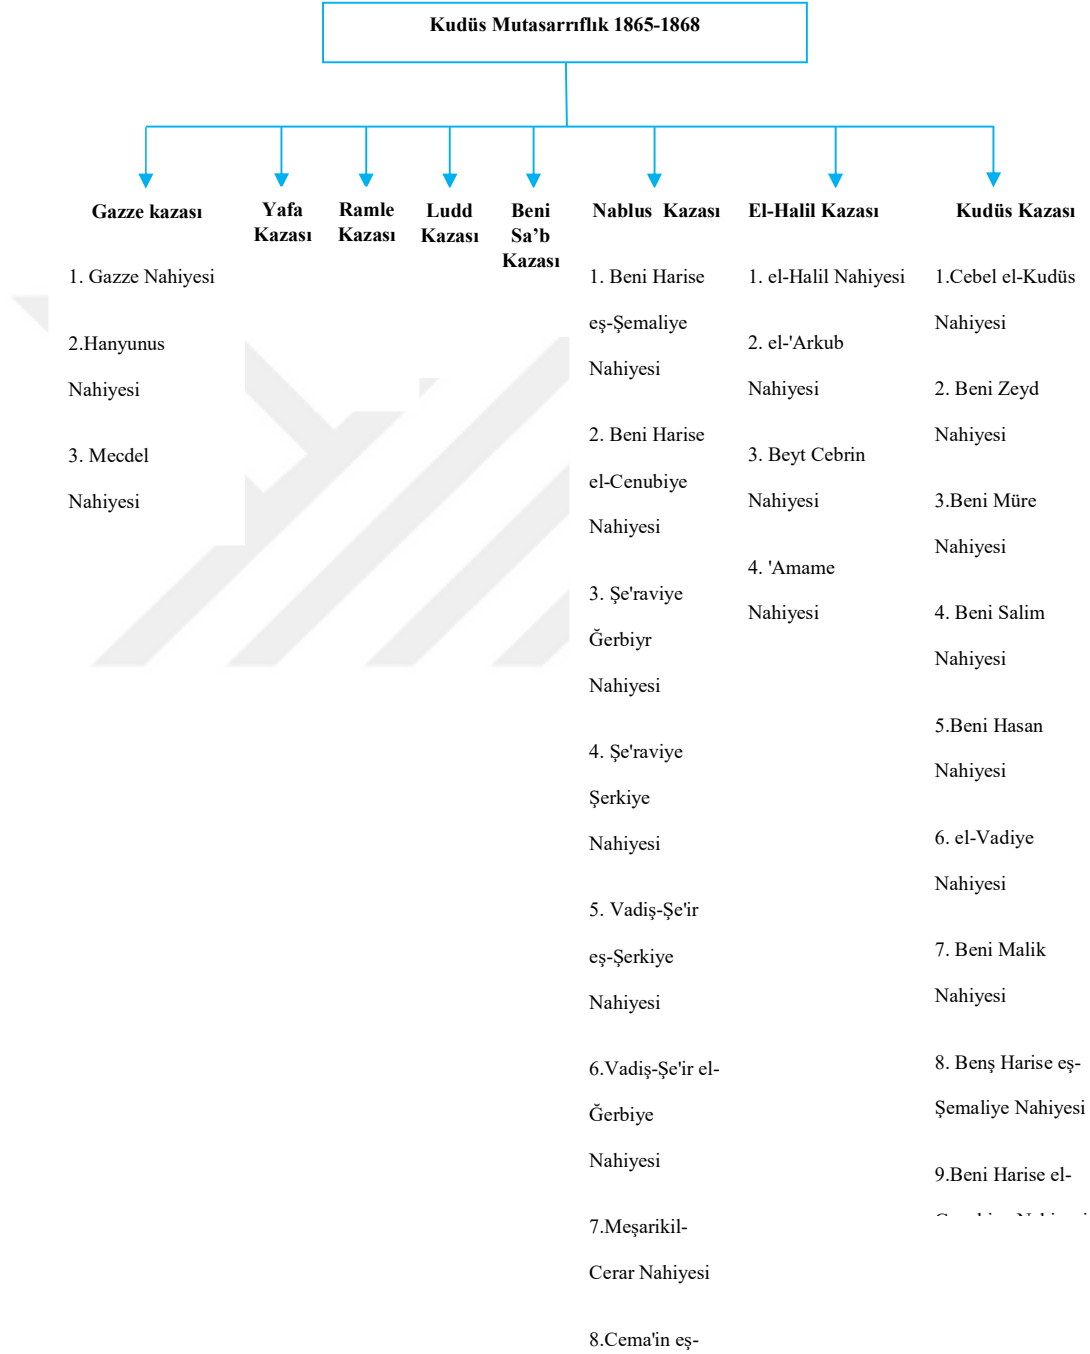 Kudüs Mutasarrıflık 1865-1868
Gazze kazası
1. Gazze Nahiyesi
2.Hanyunus
Nahiyesi
3. Mecdel
Nahiyesi
Yafa
Kazası
Ramle
Kazası
Ludd
Kazası
Beni
Sa’b
Kazası
Nablus Kazası
1. Beni Harise
eş-Şemaliye
Nahiyesi
2. Beni Harise
el-Cenubiye
Nahiyesi
3. Şe'raviye
Ğerbiyr
Nahiyesi
4. Şe'raviye
Şerkiye
Nahiyesi
5. Vadiş-Şe'ir
eş-Şerkiye
Nahiyesi
6.Vadiş-Şe'ir el-
Ğerbiye
Nahiyesi
7.Meşarikil-
Cerar Nahiyesi
8.Cema'in eş-
El-Halil Kazası
1. el-Halil Nahiyesi
2. el-'Arkub
Nahiyesi
3. Beyt Cebrin
Nahiyesi
4. 'Amame
Nahiyesi
Kudüs Kazası
1.Cebel el-Kudüs
Nahiyesi
2. Beni Zeyd
Nahiyesi
3.Beni Müre
Nahiyesi
4. Beni Salim
Nahiyesi
5.Beni Hasan
Nahiyesi
6. el-Vadiye
Nahiyesi
7. Beni Malik
Nahiyesi
8. Benş Harise eş-
Şemaliye Nahiyesi
9.Beni Harise el-